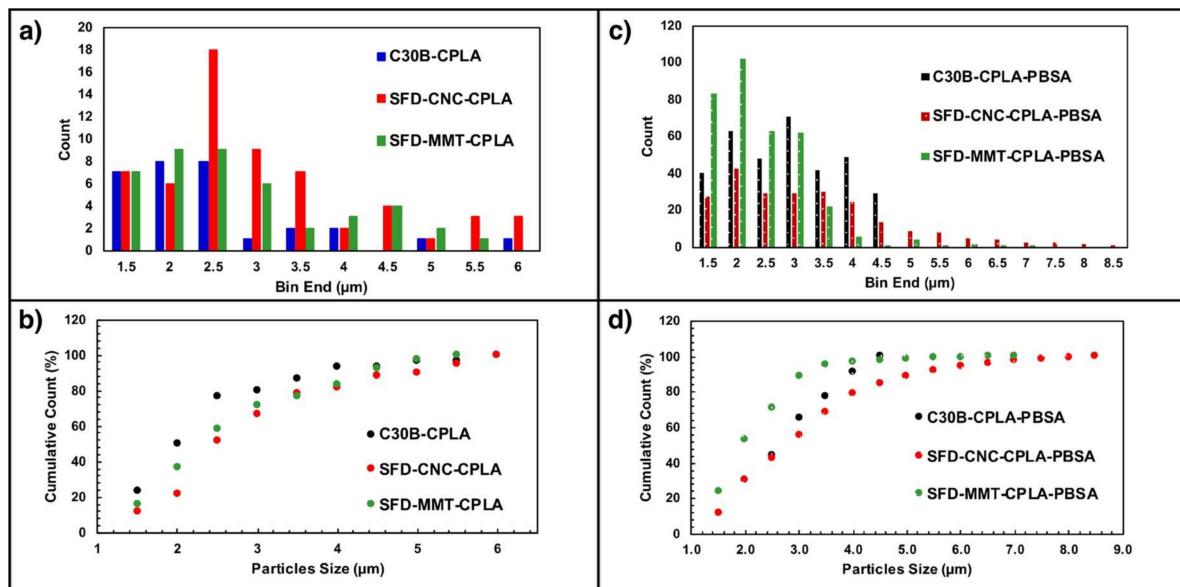 a)
20
18
16
14
12
10
8
6
4
2
0
Count
C30B-CPLA
SFD-CNC-CPLA
SFD-MMT-CPLA
1.5 2 2.5 3 3.5 4 4.5 5 5.5 6
Bin End (µm)
c)
120
100
80
60
40
20
0
Count
C30B-CPLA-PBSA
SFD-CNC-CPLA-PBSA
SFD-MMT-CPLA-PBSA
1.5 2 2.5 3 3.5 4 4.5 5 5.5 6 6.5 7 7.5 8 8.5
Bin End (µm)
b)
120
100
80
60
40
20
0
Cumulative Count (%)
C30B-CPLA
SFD-CNC-CPLA
SFD-MMT-CPLA
1 2 3 4 5 6
Particles Size (µm)
d)
120
100
80
60
40
20
0
Cumulative Count (%)
C30B-CPLA-PBSA
SFD-CNC-CPLA-PBSA
SFD-MMT-CPLA-PBSA
1.0 2.0 3.0 4.0 5.0 6.0 7.0 8.0 9.0
Particles Size (µm)